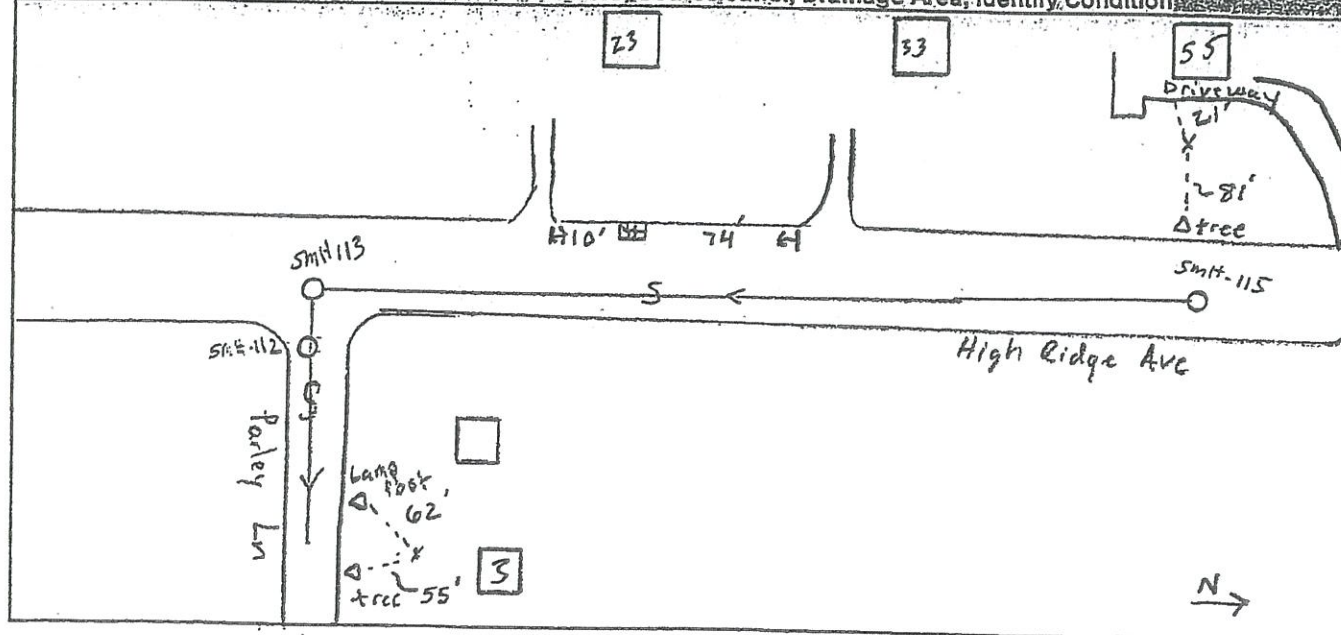 Drainage Area, Identify Condition
23
33
55
Driveway
21'
281'
tree
10'
74
SMH 113
S
SMH-115
112
High Ridge Ave
Parley Ln
Lamp Post
62'
tree 55'
3
N